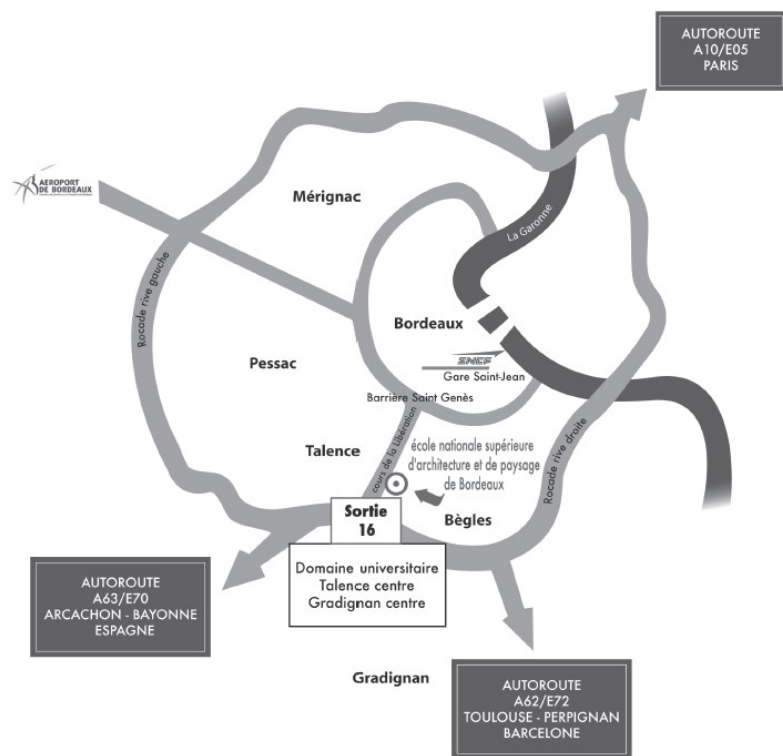 AUTOROUTE
A10/E05
PARIS
AEROPORT
DE BORDEAUX
Mérignac
La Garonne
Rocade rive gauche
Bordeaux
SNCF
Gare Saint-Jean
Pessac
Barrière Saint Genès
cours de la Libération
Talence
école nationale supérieure
d'architecture et de paysage
de Bordeaux
Rocade rive droite
Sortie
16
Bègles
Domaine universitaire
Talence centre
Gradignan centre
AUTOROUTE
A63/E70
ARCACHON - BAYONNE
ESPAGNE
Gradignan
AUTOROUTE
A62/E72
TOULOUSE - PERPIGNAN
BARCELONE